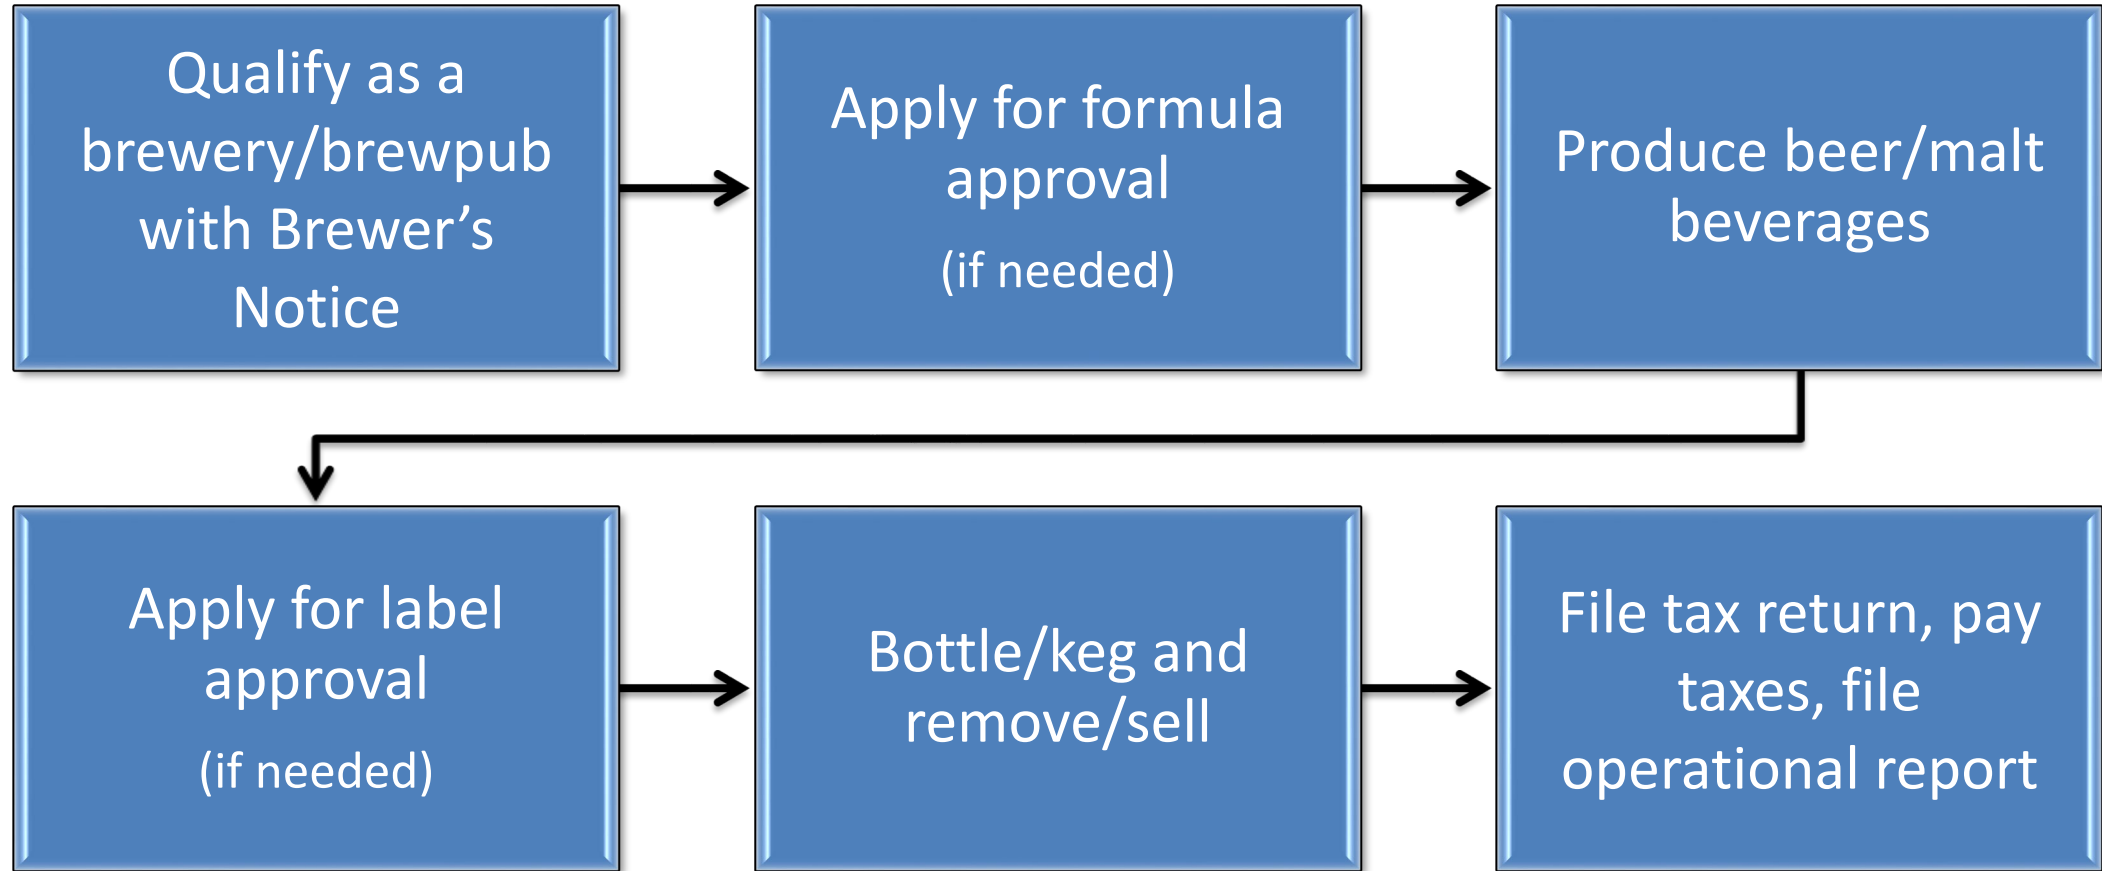 Qualify as a
brewery/brewpub
with Brewer’s
Notice
Apply for formula
approval
(if needed)
Produce beer/malt
beverages
Apply for label
approval
(if needed)
Bottle/keg and
remove/sell
File tax return, pay
taxes, file
operational report